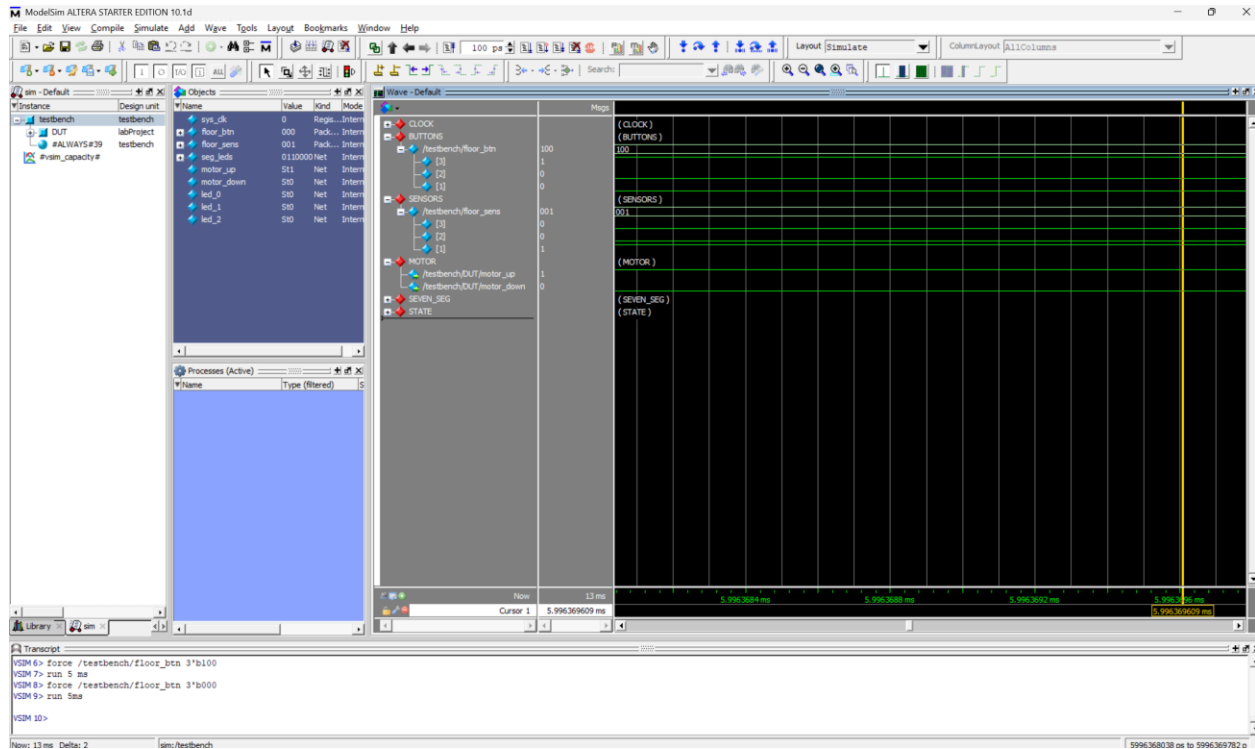 ModelSim ALTERA STARTER EDITION 10.1d
File Edit View Compile Simulate Add Wave Tools Layout Bookmarks Window Help
100 ps Layout Simulate ColumnLayout AllColumns
Search:
sim - Default
Instance Design unit
testbench testbench
DUT labProject
#ALWAYS#39 testbench
#vsim_capacity#
Library sim
Objects
Name Value Kind Mode
sys_clk 0 Regis... Intern
floor_btn 000 Pack... Intern
floor_sens 001 Pack... Intern
seg_leds 0110000 Net Intern
motor_up St1 Net Intern
motor_down St0 Net Intern
led_0 St0 Net Intern
led_1 St0 Net Intern
led_2 St0 Net Intern
Processes (Active)
Name Type (filtered) S
Wave - Default
Msgs
CLOCK (CLOCK)
BUTTONS (BUTTONS)
/testbench/floor_btn 100 100
[3] 1
[2] 0
[1] 0
SENSORS (SENSORS)
/testbench/floor_sens 001 001
[3] 0
[2] 0
[1] 1
MOTOR (MOTOR)
/testbench/DUT/motor_up 1
/testbench/DUT/motor_down 0
SEVEN_SEG (SEVEN_SEG)
STATE (STATE)
Now 13 ms 5.9963684 ms 5.9963688 ms 5.9963692 ms 5.9963696 ms
Cursor 1 5.996369609 ms 5.996369609 ms
Transcript
VSIM 6> force /testbench/floor_btn 3'b100
VSIM 7> run 5 ms
VSIM 8> force /testbench/floor_btn 3'b000
VSIM 9> run 5ms
VSIM 10>
Now: 13 ms Delta: 2 sim:/testbench 5996368038 ps to 5996369782 p